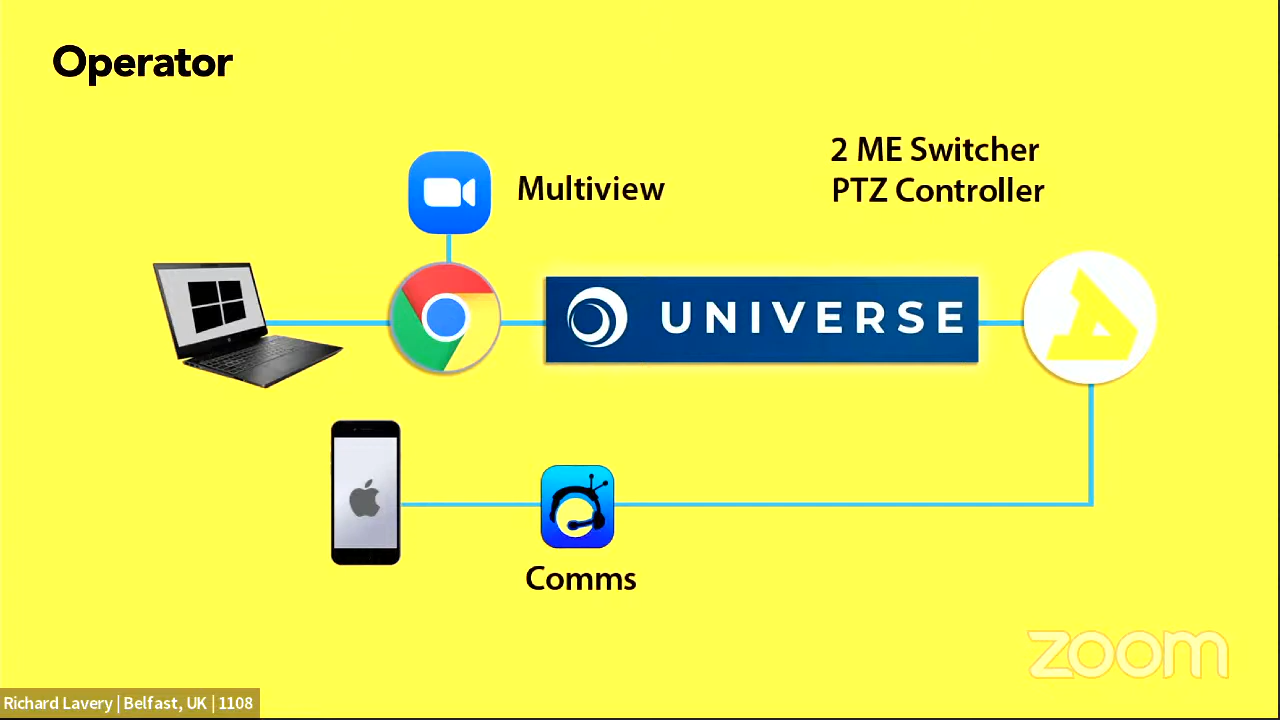 Operator
2 ME Switcher
PTZ Controller
Multiview
UNIVERSE
Comms
zoom
Richard Lavery | Belfast, UK | 1108